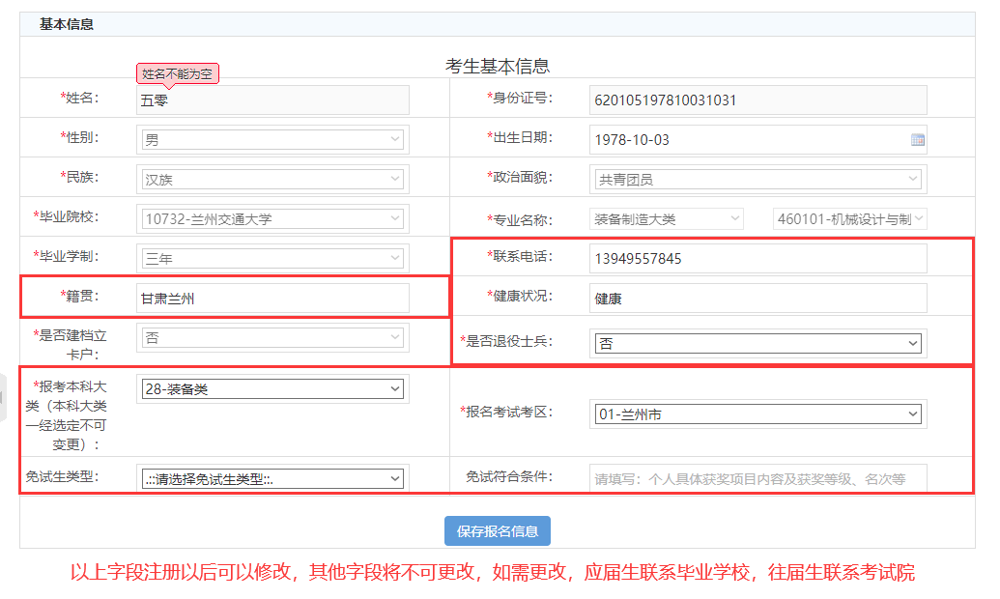 基本信息
考生基本信息
姓名不能为空
*姓名： 五零 *身份证号： 620105197810031031
*性别： 男 *出生日期： 1978-10-03
*民族： 汉族 *政治面貌： 共青团员
*毕业院校： 10732-兰州交通大学 *专业名称： 装备制造大类 460101-机械设计与制
*毕业学制： 三年 *联系电话： 13949557845
*籍贯： 甘肃兰州 *健康状况： 健康
*是否建档立
卡户： 否 *是否退役士兵： 否
*报考本科大
类（本科大类
一经选定不可
变更）： 28-装备类 *报名考试考区： 01-兰州市
免试生类型： .::请选择免试生类型::. 免试符合条件： 请填写：个人具体获奖项目内容及获奖等级、名次等
保存报名信息
以上字段注册以后可以修改，其他字段将不可更改，如需更改，应届生联系毕业学校，往届生联系考试院